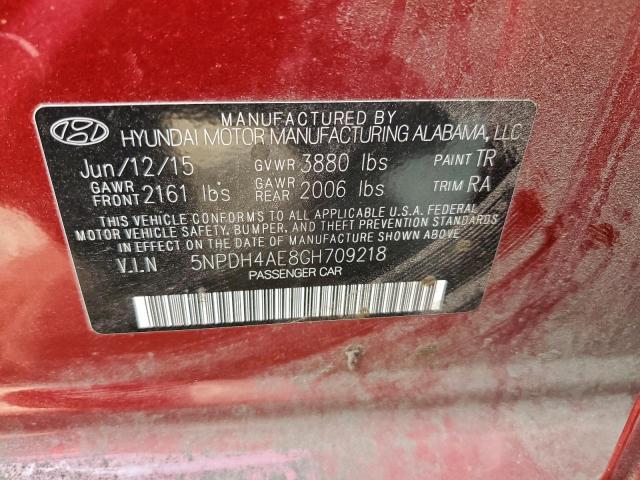 MANUFACTURED BY
HYUNDAI MOTOR MANUFACTURING ALABAMA, LLC
Jun/12/15 GVWR 3880 lbs PAINT TR
GAWR FRONT 2161 lbs GAWR REAR 2006 lbs TRIM RA
THIS VEHICLE CONFORMS TO ALL APPLICABLE U.S.A. FEDERAL
MOTOR VEHICLE SAFETY, BUMPER, AND THEFT PREVENTION STANDARDS
IN EFFECT ON THE DATE OF MANUFACTURE SHOWN ABOVE.
V.I.N 5NPDH4AE8GH709218
PASSENGER CAR